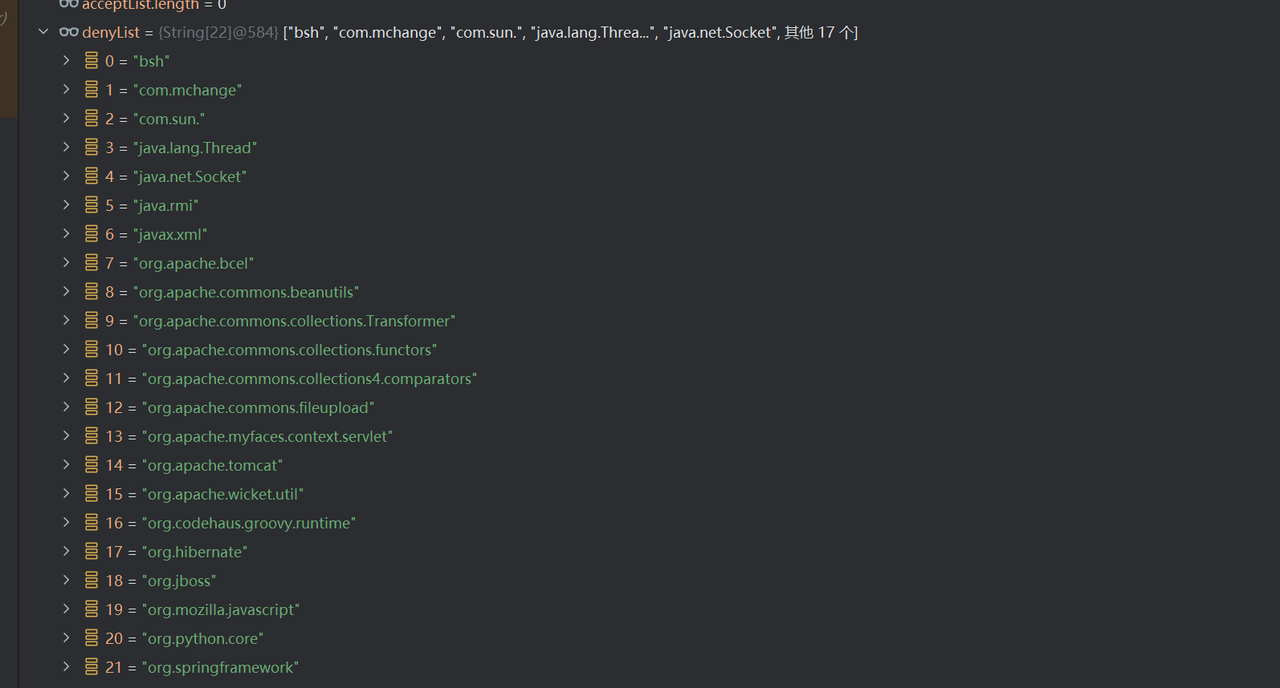 acceptList.length = 0
denyList = {String[22]@584} ["bsh", "com.mchange", "com.sun.", "java.lang.Threa...", "java.net.Socket", 其他 17 个]
0 = "bsh"
1 = "com.mchange"
2 = "com.sun."
3 = "java.lang.Thread"
4 = "java.net.Socket"
5 = "java.rmi"
6 = "javax.xml"
7 = "org.apache.bcel"
8 = "org.apache.commons.beanutils"
9 = "org.apache.commons.collections.Transformer"
10 = "org.apache.commons.collections.functors"
11 = "org.apache.commons.collections4.comparators"
12 = "org.apache.commons.fileupload"
13 = "org.apache.myfaces.context.servlet"
14 = "org.apache.tomcat"
15 = "org.apache.wicket.util"
16 = "org.codehaus.groovy.runtime"
17 = "org.hibernate"
18 = "org.jboss"
19 = "org.mozilla.javascript"
20 = "org.python.core"
21 = "org.springframework"